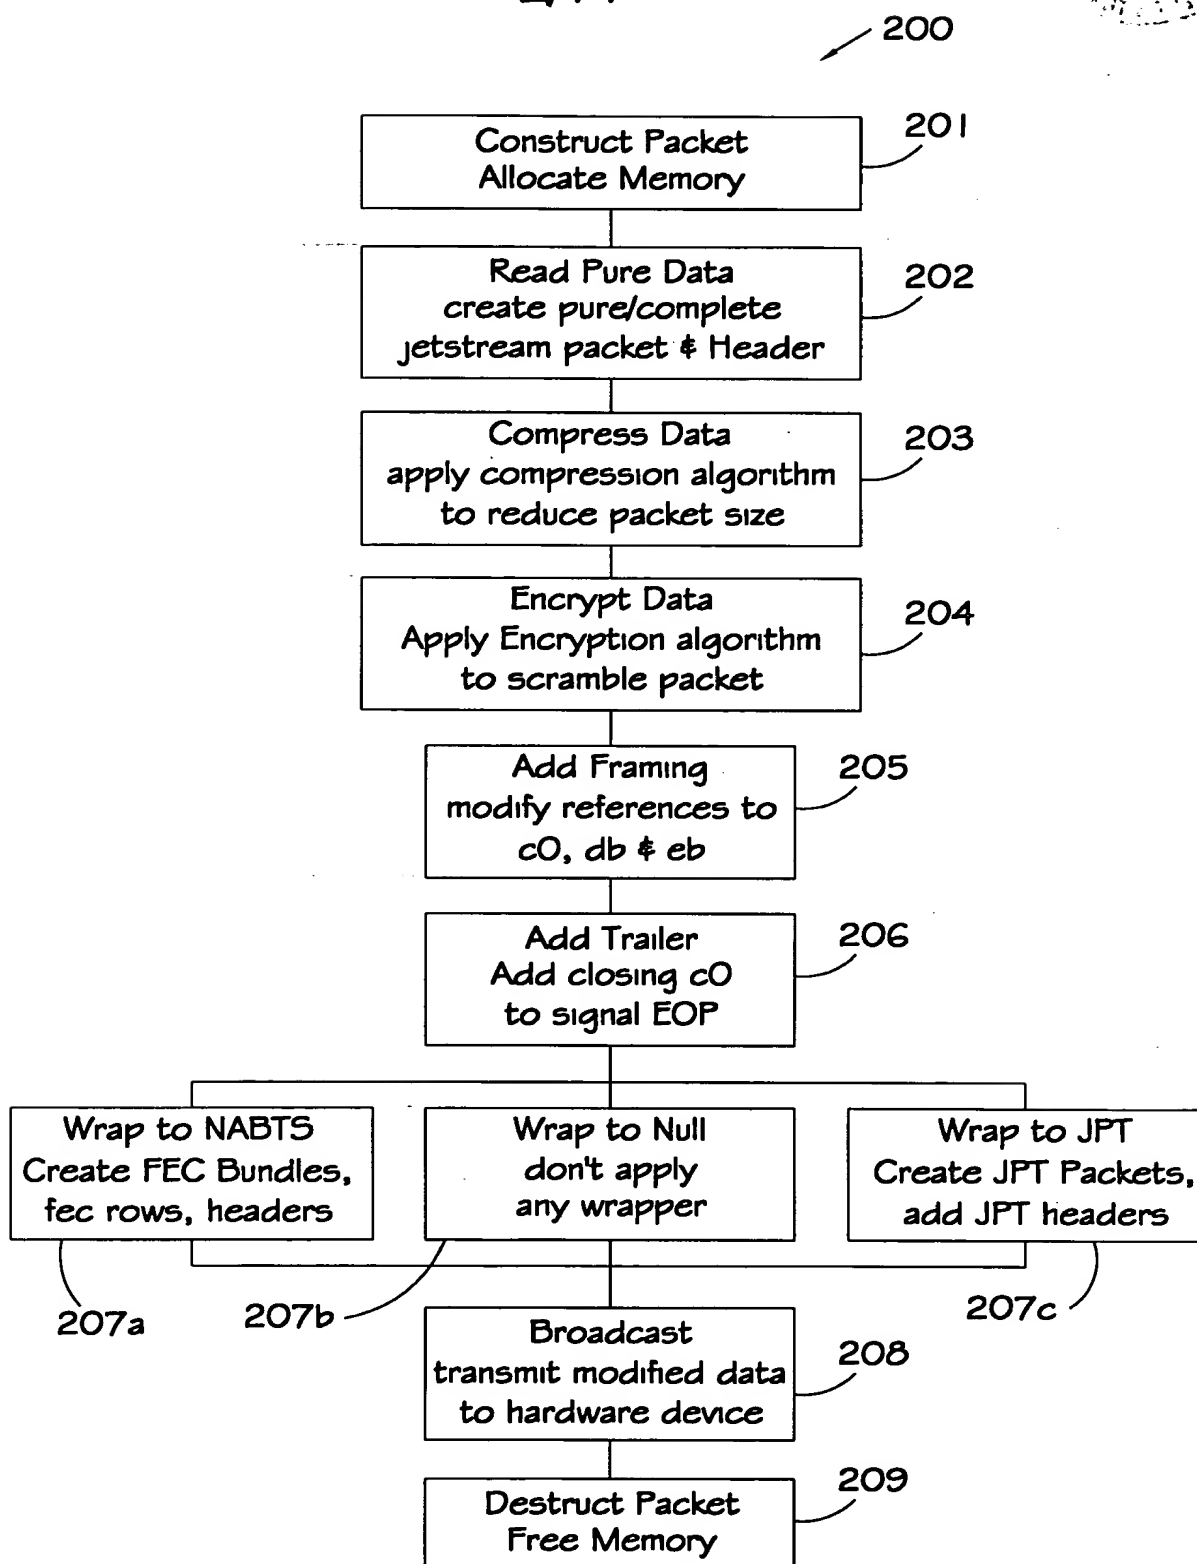 200
Construct Packet
Allocate Memory
201
Read Pure Data
create pure/complete
jetstream packet & Header
202
Compress Data
apply compression algorithm
to reduce packet size
203
Encrypt Data
Apply Encryption algorithm
to scramble packet
204
Add Framing
modify references to
cO, db & eb
205
Add Trailer
Add closing cO
to signal EOP
206
Wrap to NABTS
Create FEC Bundles,
fec rows, headers
207a
Wrap to Null
don't apply
any wrapper
207b
Wrap to JPT
Create JPT Packets,
add JPT headers
207c
Broadcast
transmit modified data
to hardware device
208
Destruct Packet
Free Memory
209